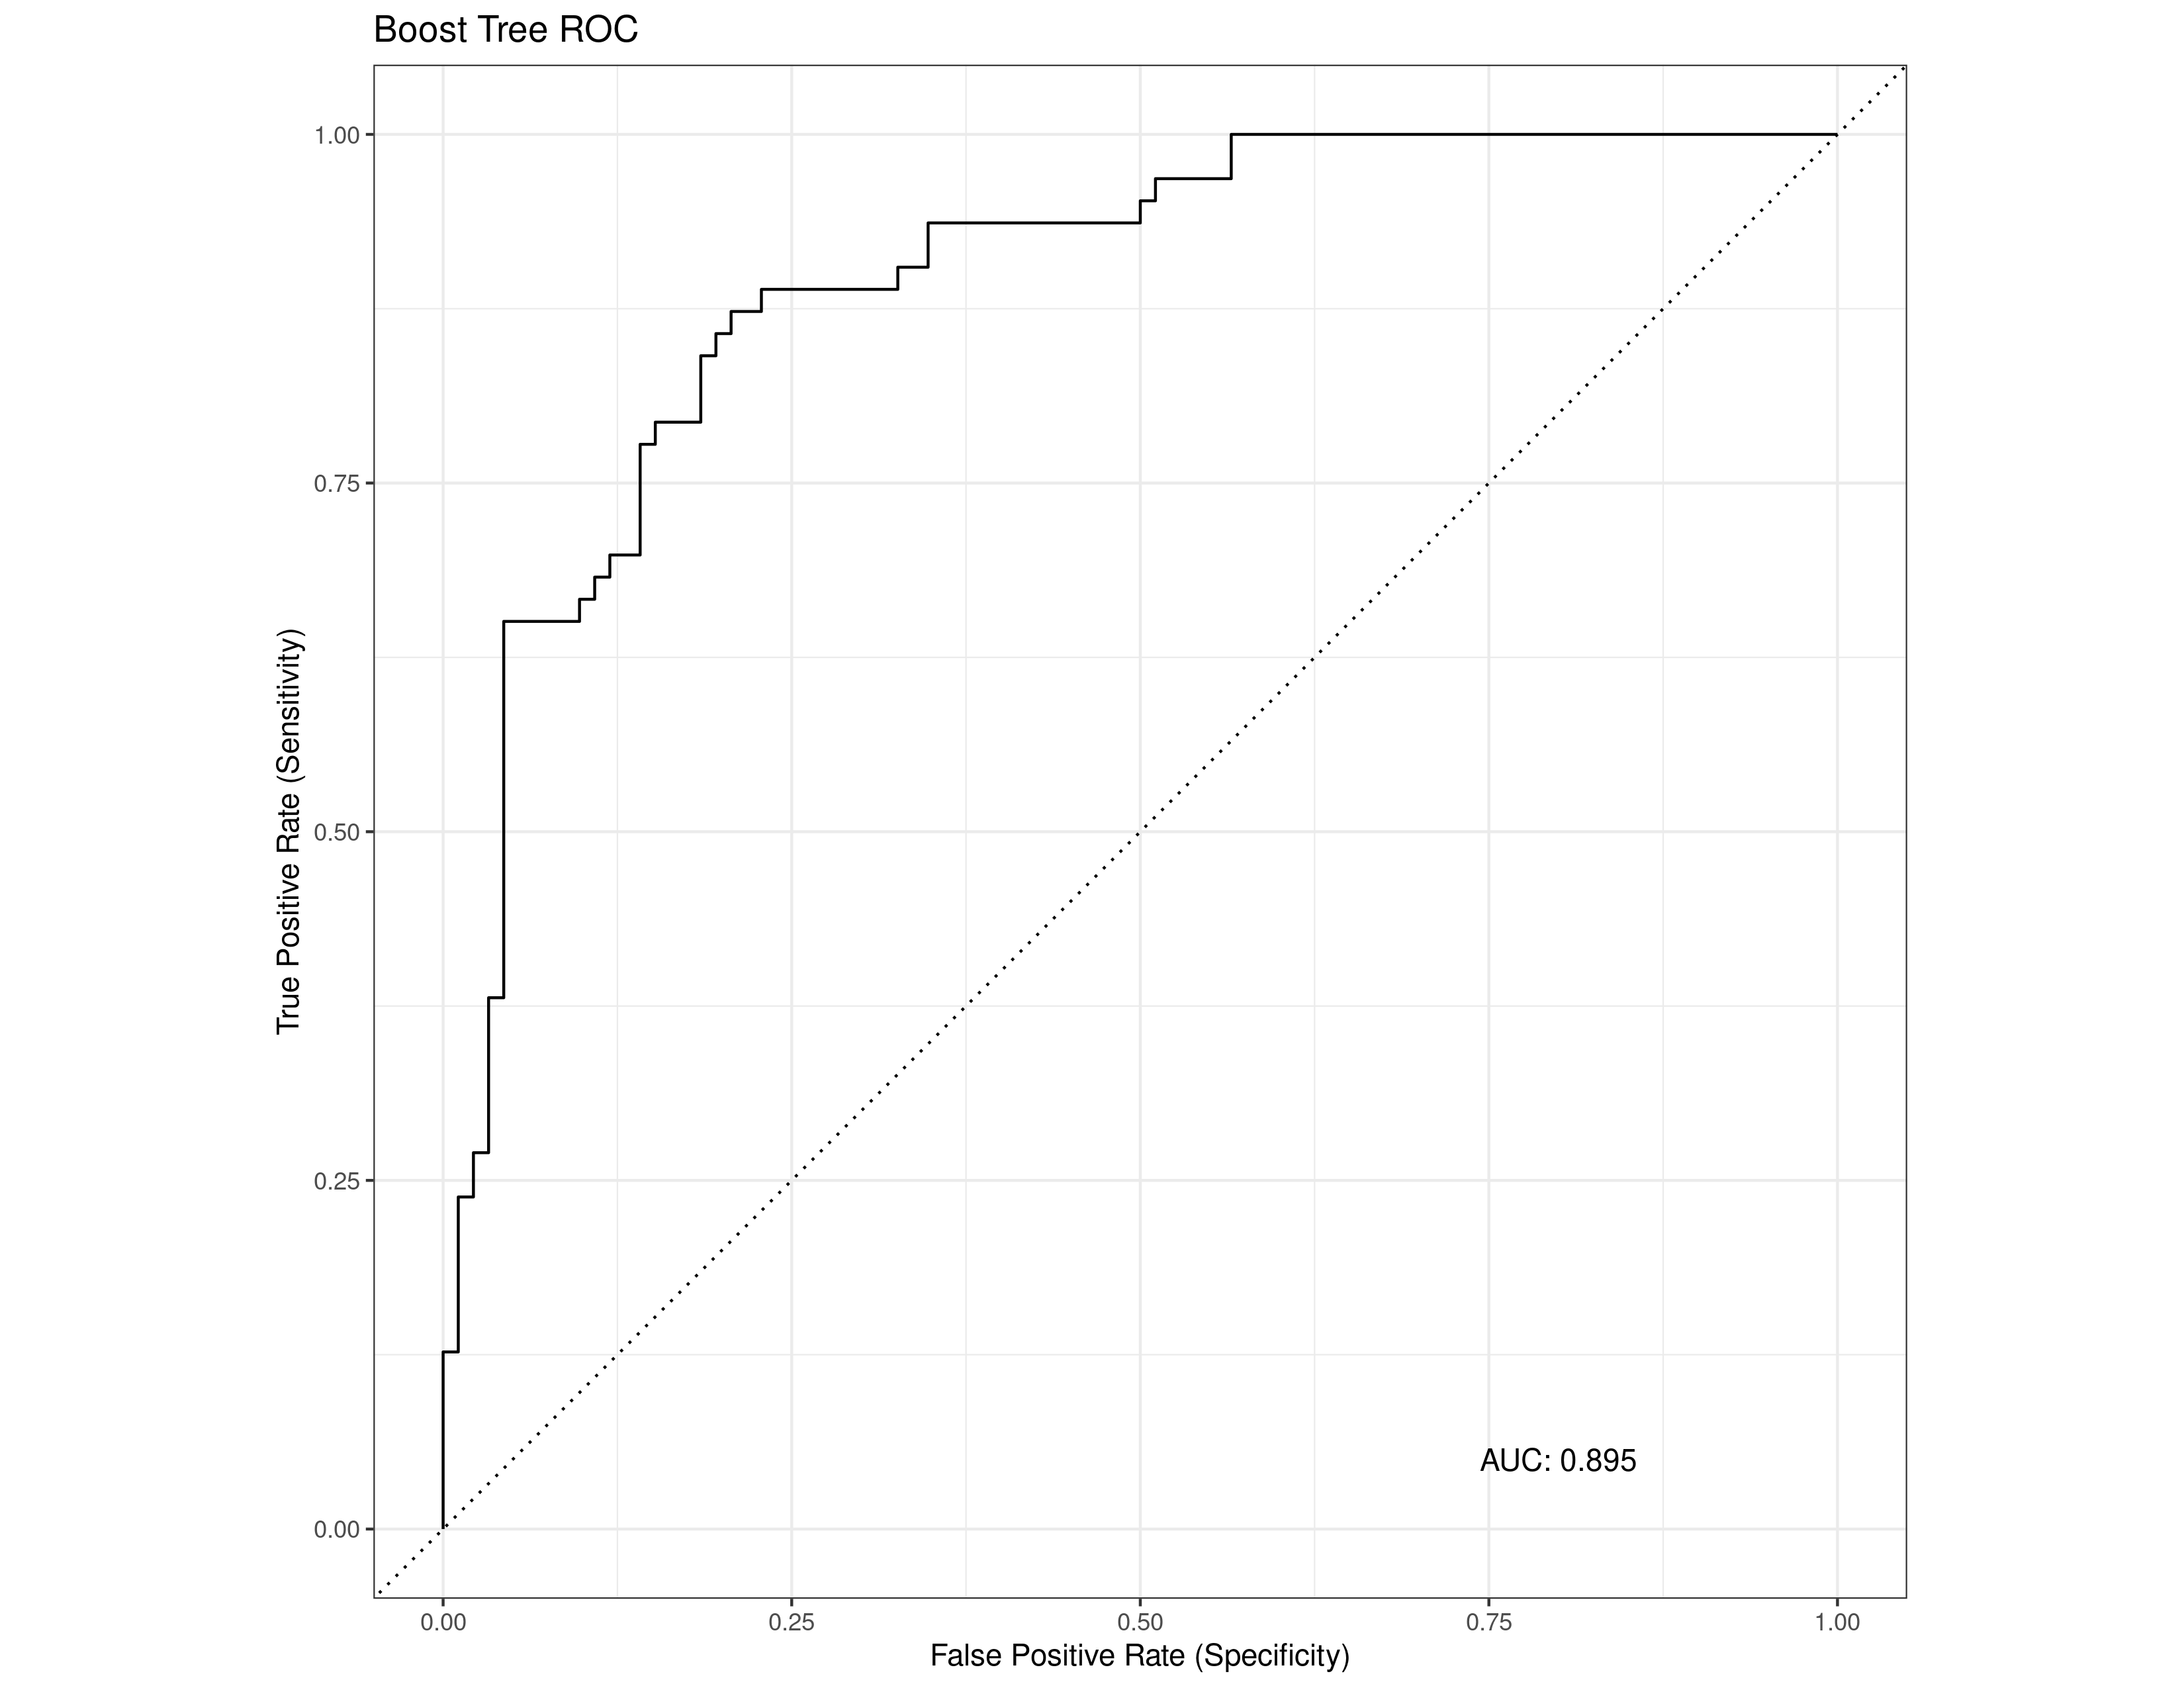 Boost Tree ROC
True Positive Rate (Sensitivity)
1.00
0.75
0.50
0.25
0.00
AUC: 0.895
0.00 0.25 0.50 0.75 1.00
False Positive Rate (Specificity)